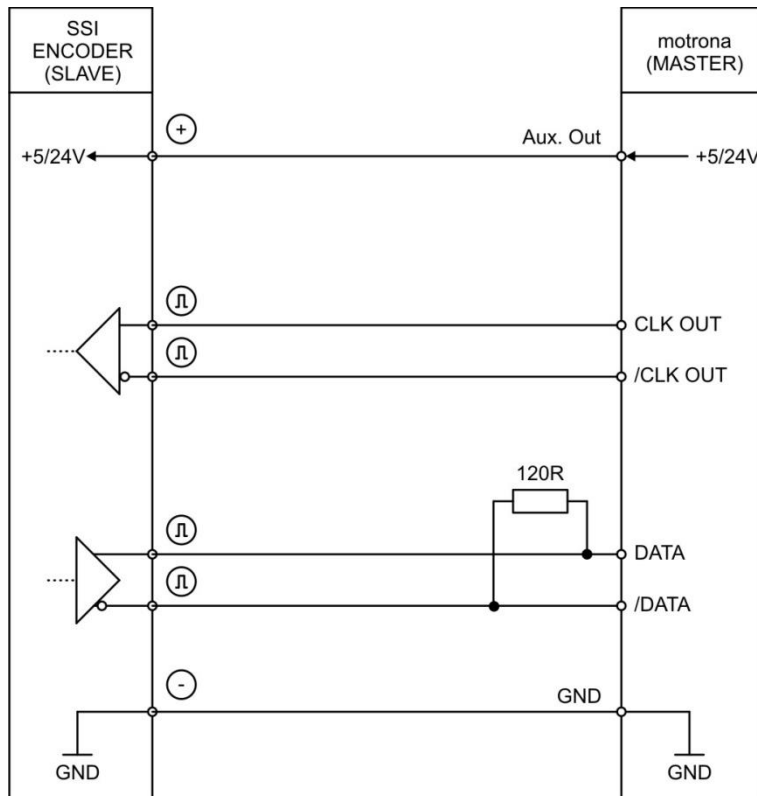 SSI
ENCODER
(SLAVE)
motrona
(MASTER)
+
Aux. Out
+5/24V
+5/24V
CLK OUT
/CLK OUT
120R
DATA
/DATA
-
GND
GND
GND